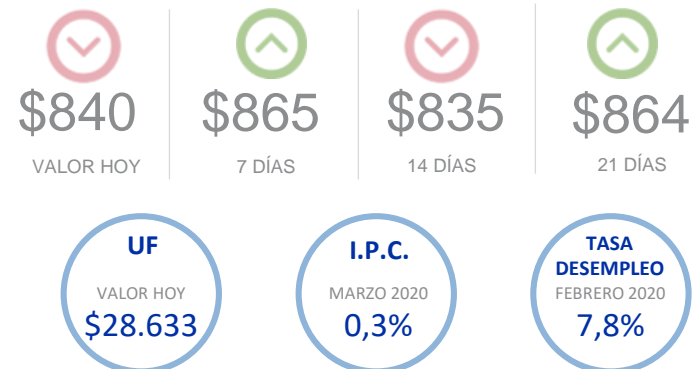 $840 $865 $835 $864
VALOR HOY 7 DÍAS 14 DÍAS 21 DÍAS
UF
VALOR HOY
$28.633
I.P.C.
MARZO 2020
0,3%
TASA
DESEMPLEO
FEBRERO 2020
7,8%